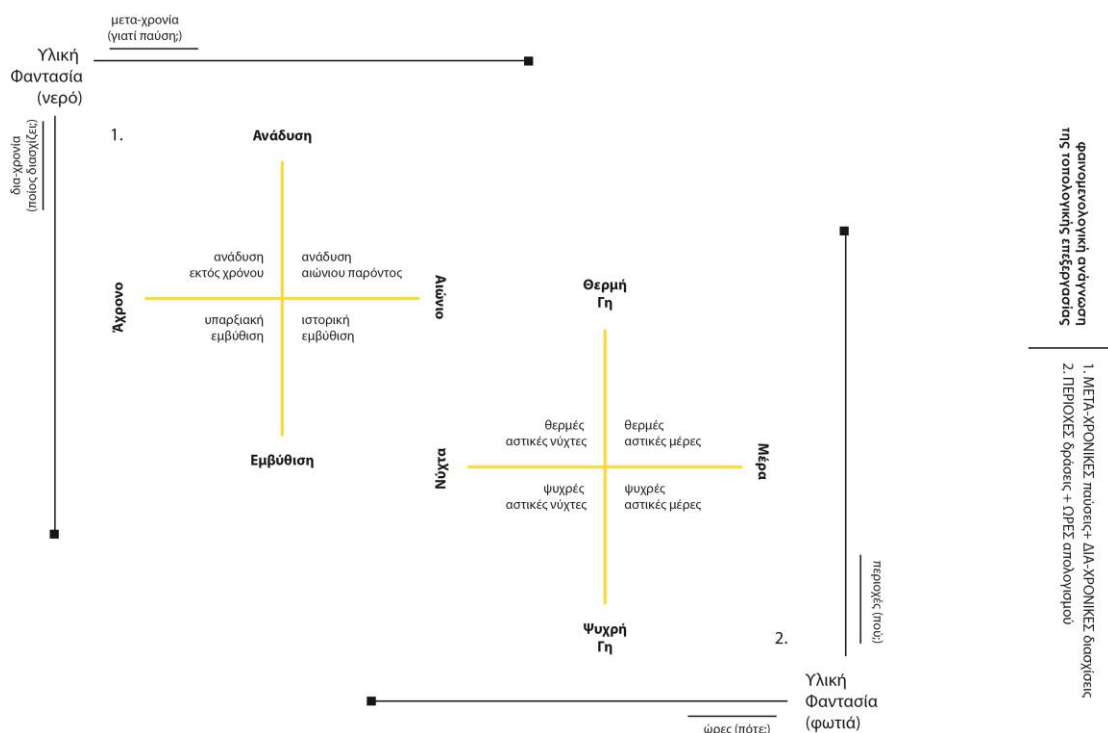 μετα-χρονία
(γιατί παύση;)
Υλική
Φαντασία
(νερό)
δια-χρονία
(ποίος διασχίζει;)
1.
Ανάδυση
ανάδυση
εκτός χρόνου
ανάδυση
αιώνιου παρόντος
Άχρονο
Αιώνιο
υπαρξιακή
εμβύθιση
ιστορική
εμβύθιση
Εμβύθιση
Θερμή
Γη
θερμές
αστικές νύχτες
θερμές
αστικές μέρες
Νύχτα
Μέρα
ψυχρές
αστικές νύχτες
ψυχρές
αστικές μέρες
Ψυχρή
Γη
2.
περιοχές (πού;)
Υλική
Φαντασία
(φωτιά)
ώρες (πότε;)
φαινομενολογική ανάγνωση
της τοπολογικής επεξεργασίας
1. ΜΕΤΑ-ΧΡΟΝΙΚΕΣ παύσεις+ ΔΙΑ-ΧΡΟΝΙΚΕΣ διασχίσεις
2. ΠΕΡΙΟΧΕΣ δράσεις + ΩΡΕΣ απολογισμού